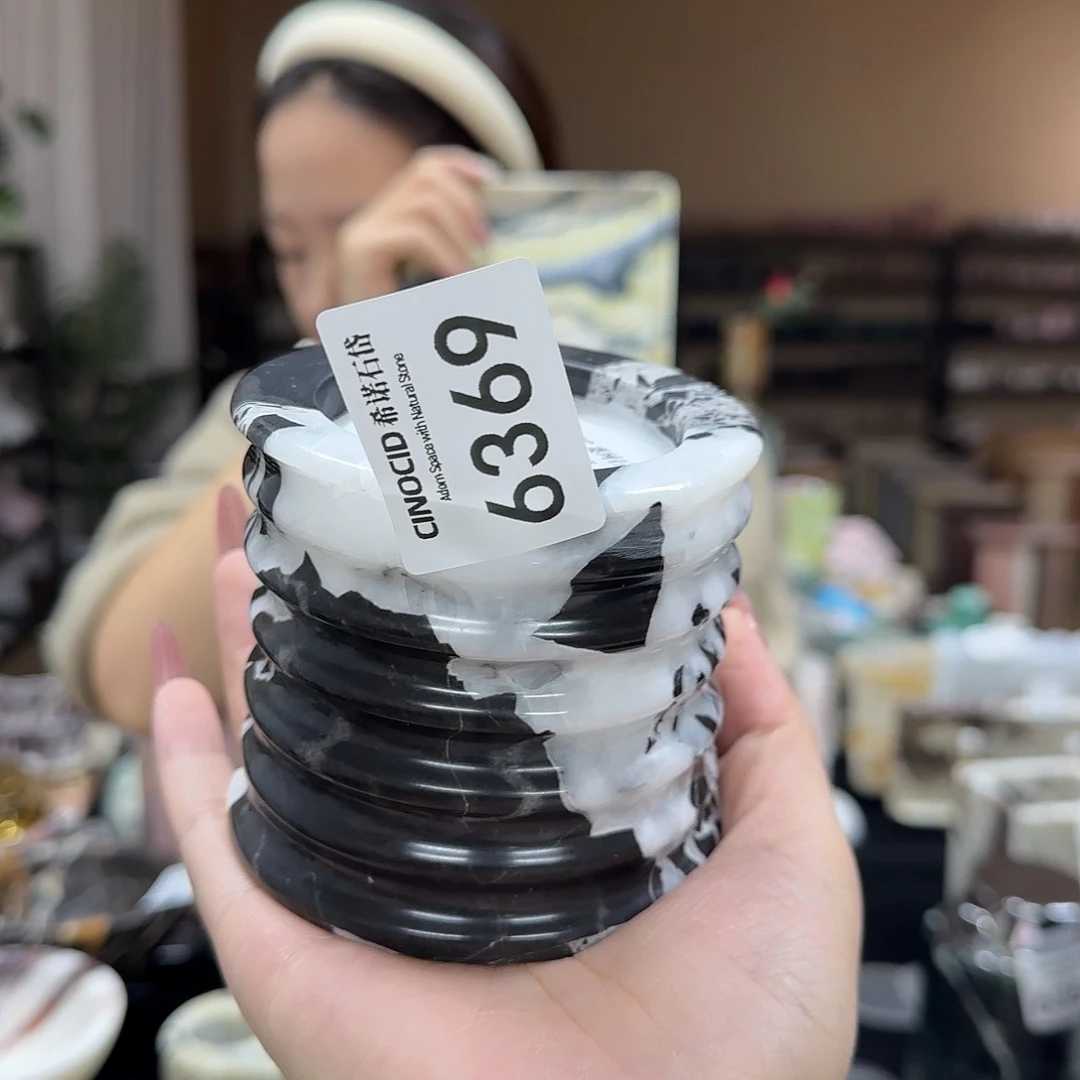 CINOCID 希诺石岱
Adorn Space with Natural Stone
6369